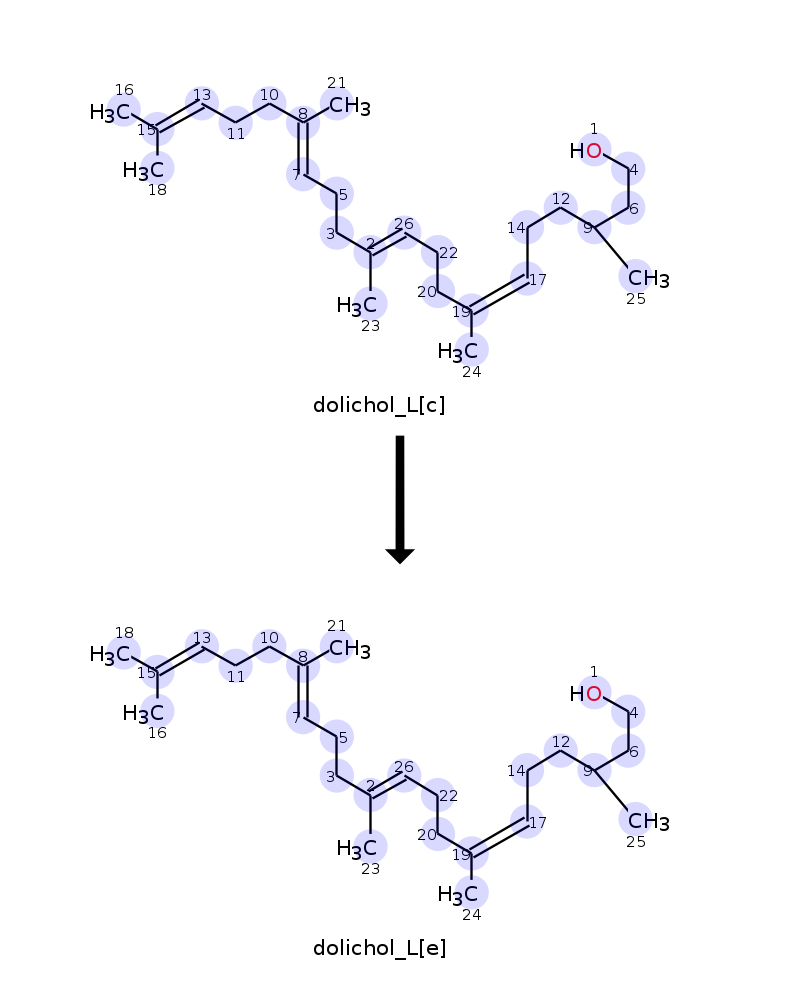 16 13 10 21
H3C 15 11 8 CH3
H3C 18 7 5 1 HO 4
3 2 26 14 12 9 6
22 H3C 23 20 19 17 CH3 25
H3C 24
dolichol_L[c]
18 13 10 21
H3C 15 11 8 CH3
H3C 16 7 5 1 HO 4
3 2 26 14 12 9 6
22 H3C 23 20 19 17 CH3 25
H3C 24
dolichol_L[e]